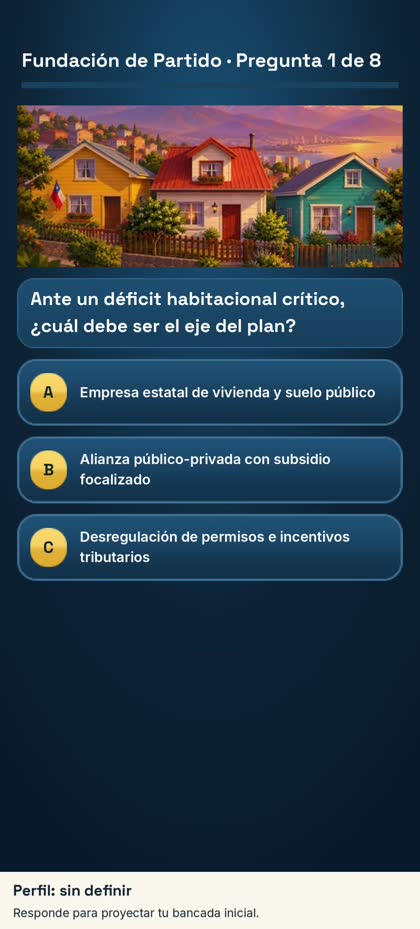 Fundación de Partido · Pregunta 1 de 8
Ante un déficit habitacional crítico,
¿cuál debe ser el eje del plan?
A
Empresa estatal de vivienda y suelo público
B
Alianza público-privada con subsidio
focalizado
C
Desregulación de permisos e incentivos
tributarios
Perfil: sin definir
Responde para proyectar tu bancada inicial.